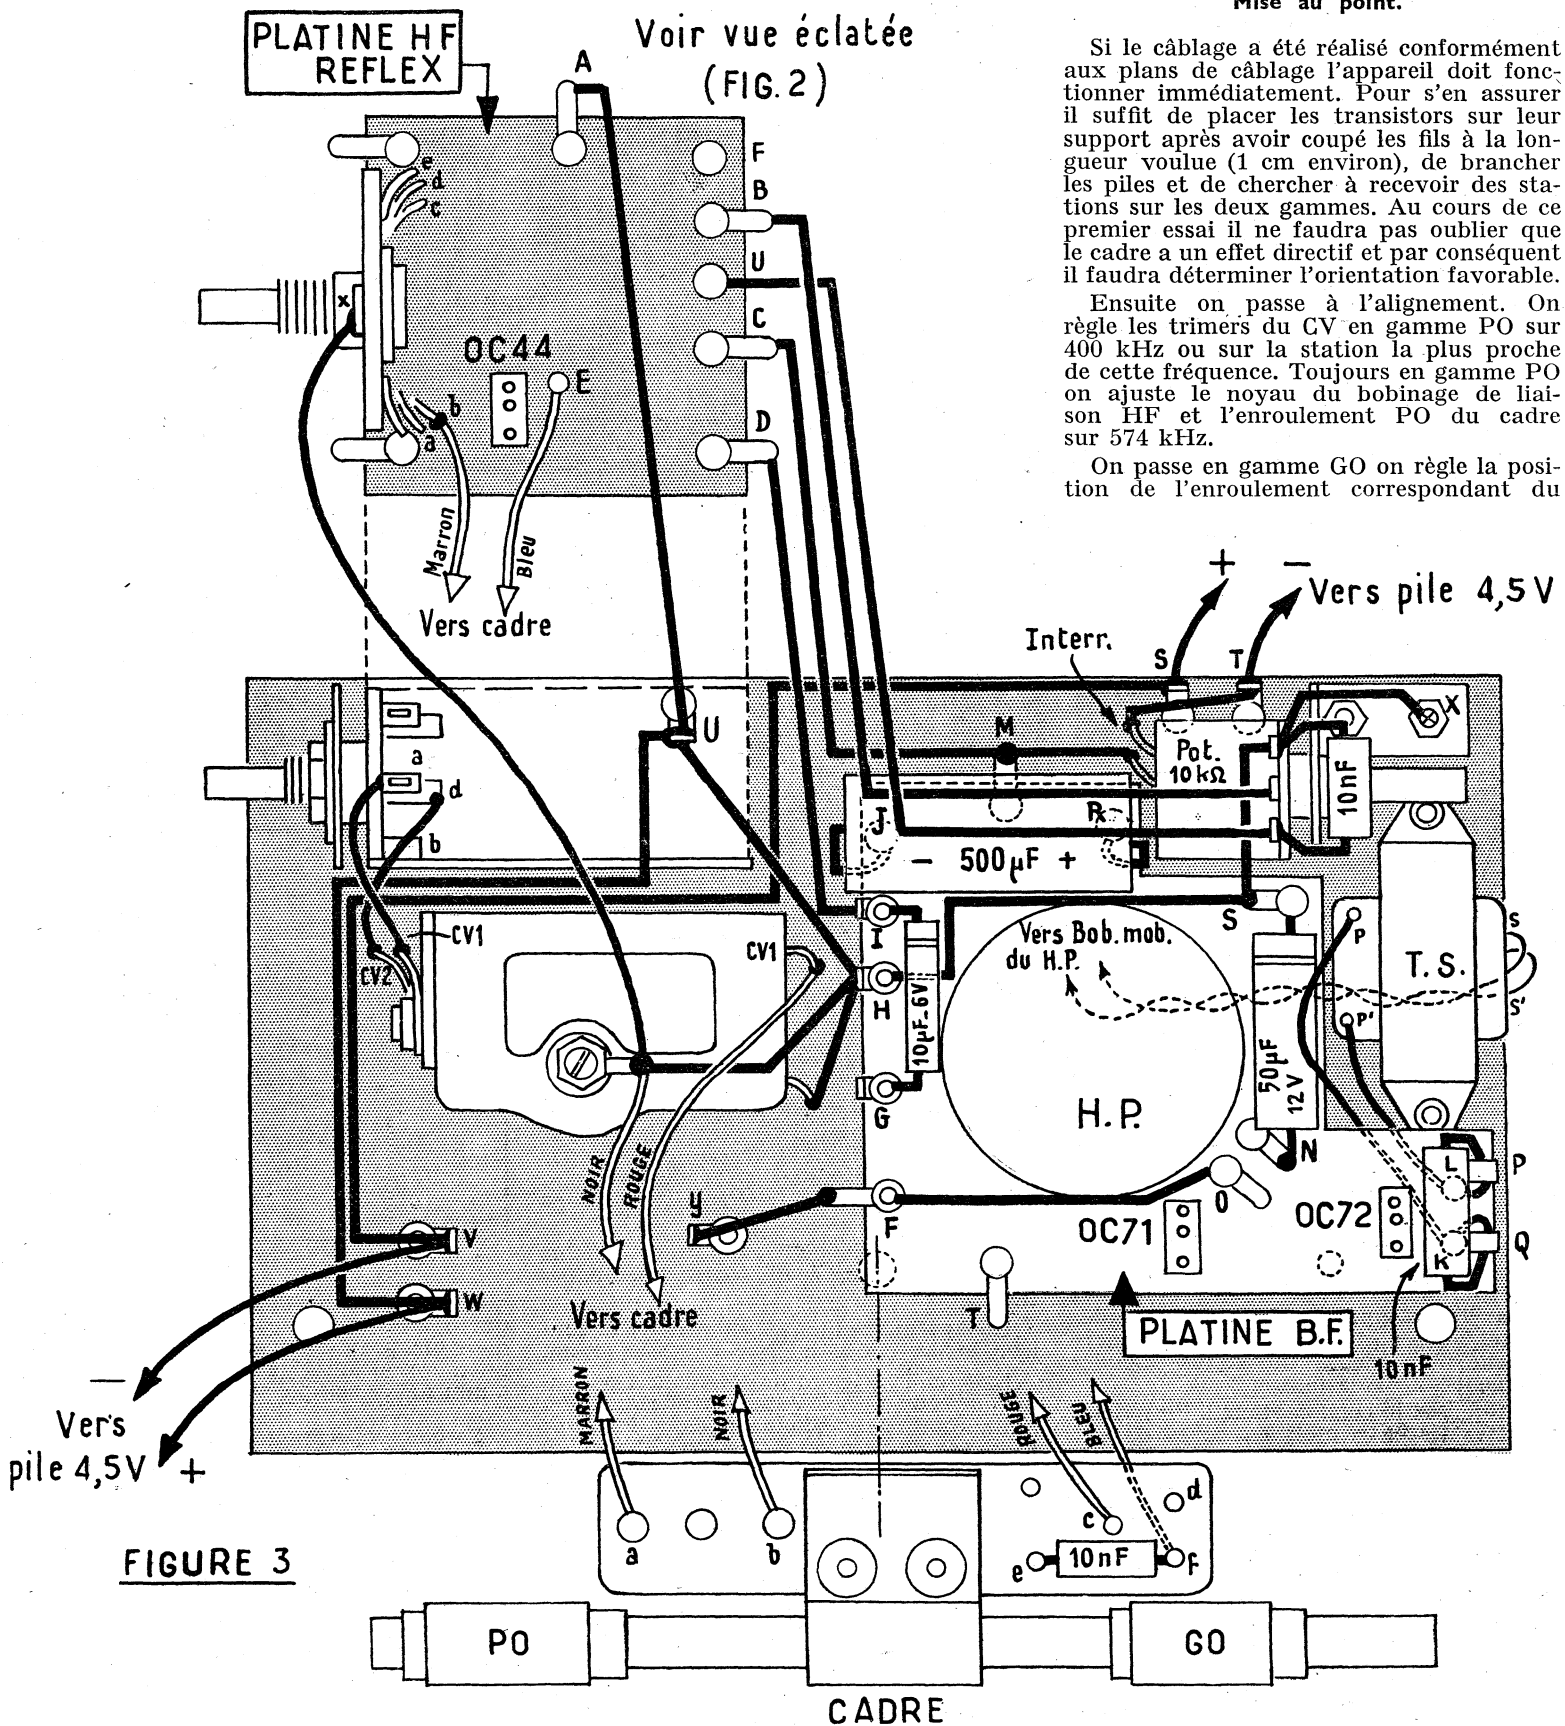 Mise au point.
Si le câblage a été réalisé conformément
aux plans de câblage l'appareil doit fonc-
tionner immédiatement. Pour s'en assurer
il suffit de placer les transistors sur leur
support après avoir coupé les fils à la lon-
gueur voulue (1 cm environ), de brancher
les piles et de chercher à recevoir des sta-
tions sur les deux gammes. Au cours de ce
premier essai il ne faudra pas oublier que
le cadre a un effet directif et par conséquent
il faudra déterminer l'orientation favorable.
Ensuite on passe à l'alignement. On
règle les trimers du CV en gamme PO sur
400 kHz ou sur la station la plus proche
de cette fréquence. Toujours en gamme PO
on ajuste le noyau du bobinage de liai-
son HF et l'enroulement PO du cadre
sur 574 kHz.
On passe en gamme GO on règle la posi-
tion de l'enroulement correspondant du
PLATINE HF
REFLEX
Voir vue éclatée
(FIG. 2)
A
F
B
U
C
D
e
d
c
x
OC44
E
b
a
Marron
Bleu
Vers cadre
+
–
Vers pile 4,5V
Interr.
S
T
U
M
Pot.
10kΩ
X
10nF
a
d
b
J
R
- 500µF +
CV1
CV2
CV1
I
H
G
F
10µF-6V
Vers Bob. mob.
du H.P.
H.P.
S
50µF
12V
N
O
P
P'
T.S.
S
S'
L
K
P
Q
OC71
OC72
NOIR
ROUGE
Vers cadre
y
V
W
T
PLATINE B.F.
10nF
–
Vers
pile 4,5V +
MARRON
NOIR
ROUGE
BLEU
a
b
c
d
e
10nF
f
FIGURE 3
PO
GO
CADRE